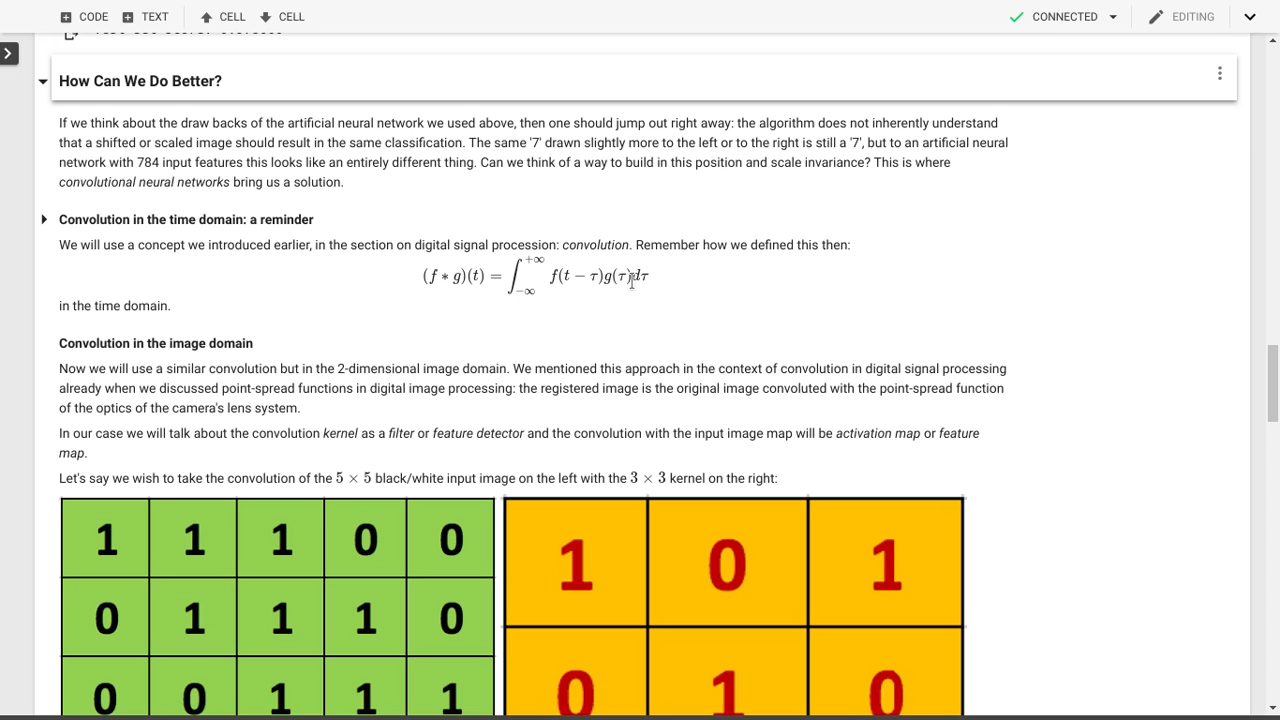 CODE TEXT CELL CELL CONNECTED EDITING
How Can We Do Better?
If we think about the draw backs of the artificial neural network we used above, then one should jump out right away: the algorithm does not inherently understand
that a shifted or scaled image should result in the same classification. The same '7' drawn slightly more to the left or to the right is still a '7', but to an artificial neural
network with 784 input features this looks like an entirely different thing. Can we think of a way to build in this position and scale invariance? This is where
convolutional neural networks bring us a solution.
Convolution in the time domain: a reminder
We will use a concept we introduced earlier, in the section on digital signal procession: convolution. Remember how we defined this then:
(f ∗ g)(t) = ∫_{−∞}^{+∞} f(t − τ)g(τ)dτ
in the time domain.
Convolution in the image domain
Now we will use a similar convolution but in the 2-dimensional image domain. We mentioned this approach in the context of convolution in digital signal processing
already when we discussed point-spread functions in digital image processing: the registered image is the original image convoluted with the point-spread function
of the optics of the camera's lens system.
In our case we will talk about the convolution kernel as a filter or feature detector and the convolution with the input image map will be activation map or feature
map.
Let's say we wish to take the convolution of the 5 × 5 black/white input image on the left with the 3 × 3 kernel on the right:
1 1 1 0 0
0 1 1 1 0
0 0 1 1 1
1 0 1
0 1 0